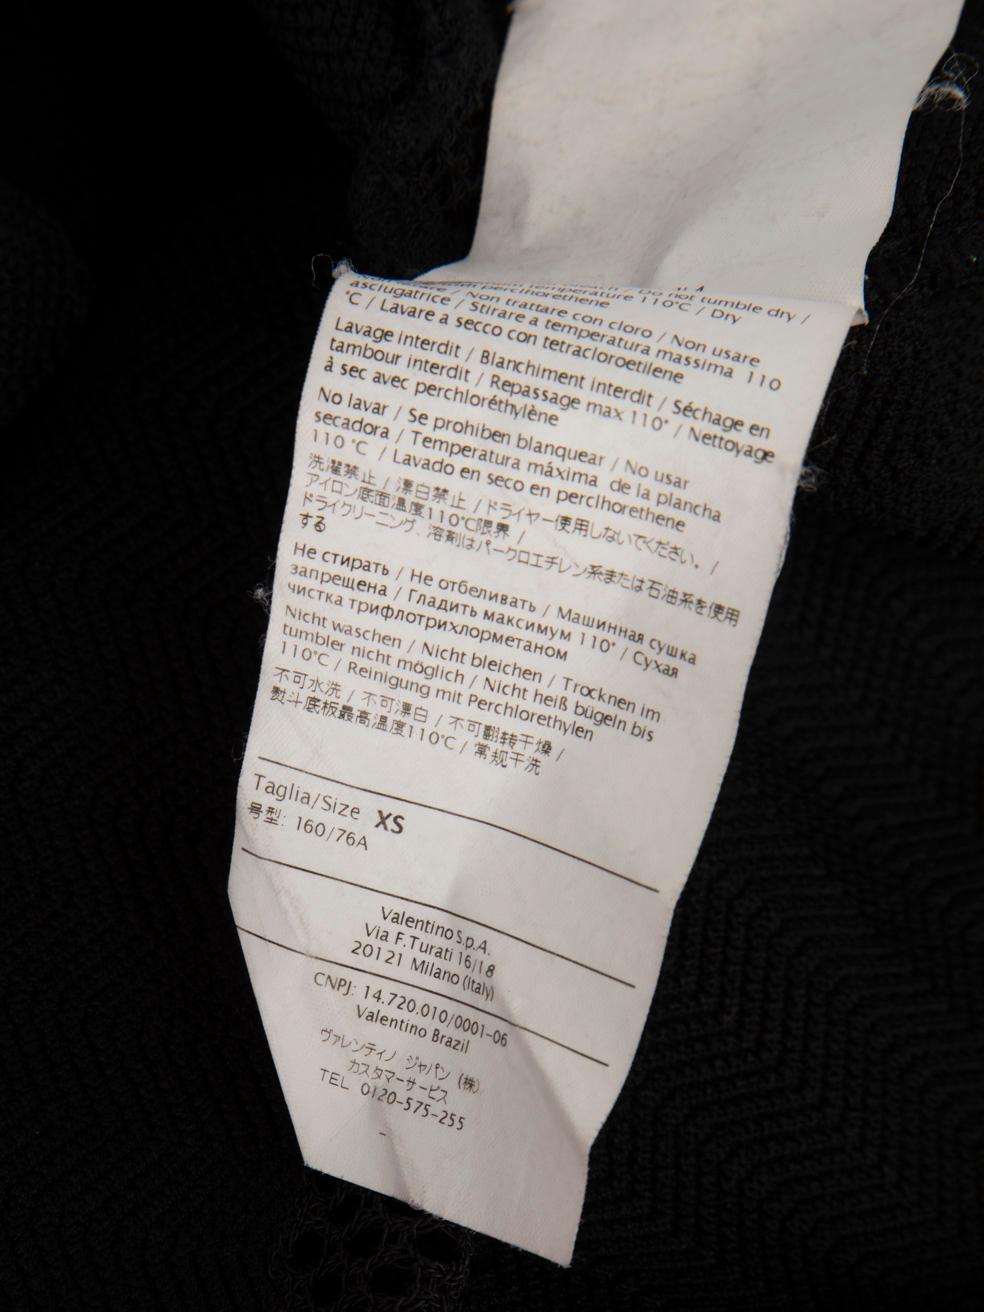 temperature 110°C / Do not tumble dry /
perchlorethene / Dry
asciugatrice / Non trattare con cloro / Non usare
°C / Lavare a secco con tetracloroetilene
Stirare a temperatura massima 110
Lavage interdit / Blanchiment interdit / Séchage en
tambour interdit / Repassage max 110° / Nettoyage
à sec avec perchloréthylène
No lavar / Se prohiben blanquear / No usar
secadora / Temperatura máxima de la plancha
110 °C / Lavado en seco en perclhorethene
洗濯禁止 / 漂白禁止 / ドライヤー使用しないでください。 /
アイロン底面温度110°C限界 /
ドライクリーニング、溶剤はパークロエチレン系または石油系を使用
する
Не стирать / Не отбеливать / Машинная сушка
запрещена / Гладить максимум 110° / Сухая
чистка трифлотрихлорметаном
Nicht waschen / Nicht bleichen / Trocknen im
tumbler nicht möglich / Nicht heiß bügeln bis
110°C / Reinigung mit Perchlorethylen
不可水洗 / 不可漂白 / 不可翻转干燥 /
熨斗底板最高温度110°C / 常规干洗
Taglia/Size XS
号型: 160/76A
Valentino S.p.A.
Via F.Turati 16/18
20121 Milano (Italy)
CNPJ: 14.720.010/0001-06
Valentino Brazil
ヴァレンティノ ジャパン (株)
カスタマーサービス
TEL 0120-575-255
-